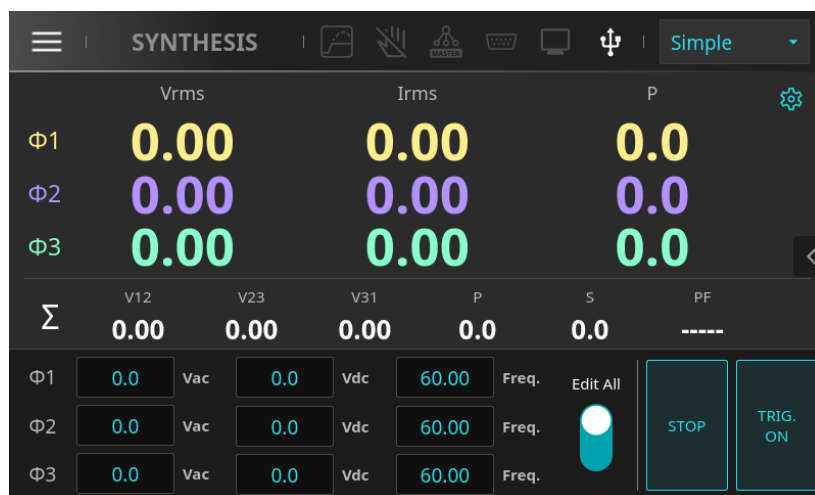 SYNTHESIS MASTER Simple
Vrms Irms P
Φ1 0.00 0.00 0.0
Φ2 0.00 0.00 0.0
Φ3 0.00 0.00 0.0
V12 V23 V31 P S PF
Σ 0.00 0.00 0.00 0.0 0.0 -----
Φ1 0.0 Vac 0.0 Vdc 60.00 Freq. Edit All
Φ2 0.0 Vac 0.0 Vdc 60.00 Freq. STOP TRIG. ON
Φ3 0.0 Vac 0.0 Vdc 60.00 Freq.